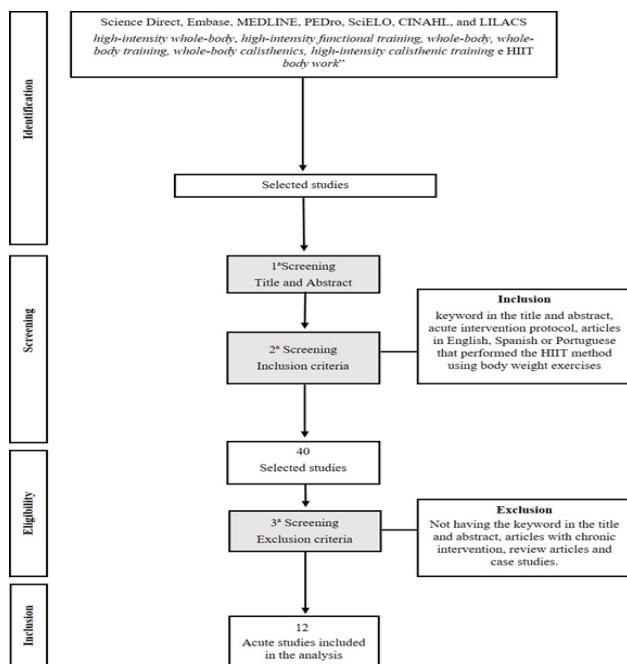 Science Direct, Embase, MEDLINE, PEDro, SciELO, CINAHL, and LILACS
high-intensity whole-body, high-intensity functional training, whole-body, whole-
body training, whole-body calisthenics, high-intensity calisthenic training e HIIT
body work”
Identification
Selected studies
Screening
1ªScreening
Title and Abstract
2ª Screening
Inclusion criteria
Inclusion
keyword in the title and abstract,
acute intervention protocol, articles
in English, Spanish or Portuguese
that performed the HIIT method
using body weight exercises
40
Selected studies
Eligibility
3ª Screening
Exclusion criteria
Exclusion
Not having the keyword in the title
and abstract, articles with chronic
intervention, review articles and
case studies.
Inclusion
12
Acute studies included
in the analysis